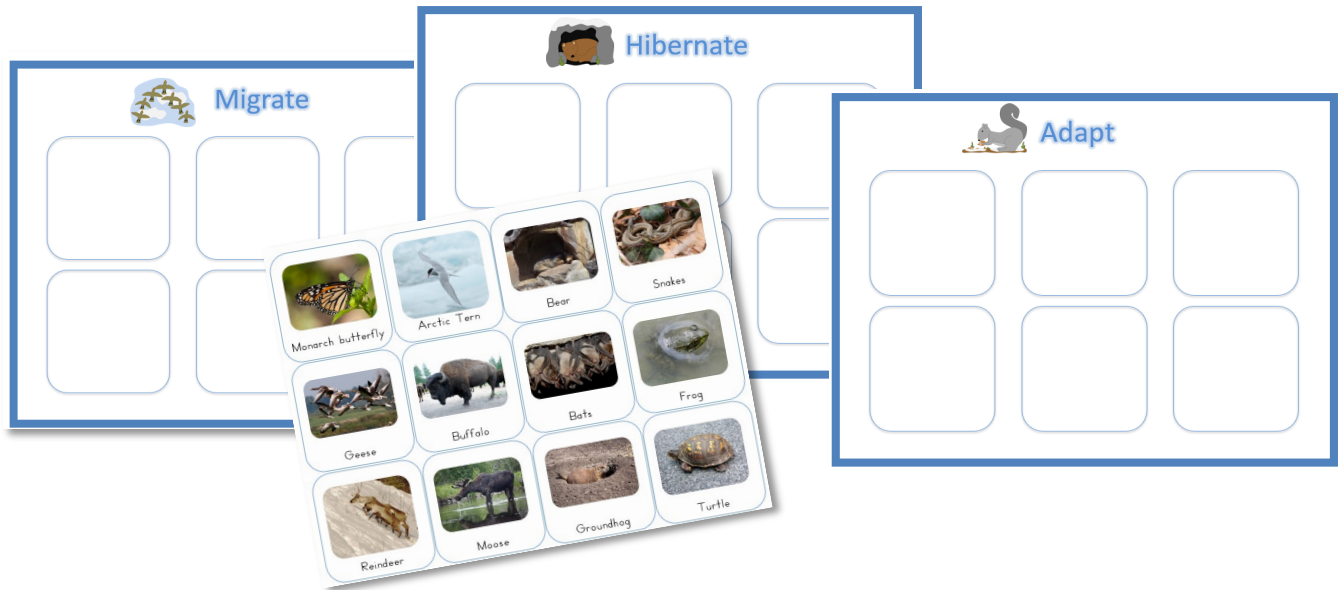 Migrate
Hibernate
Adapt
Monarch butterfly
Arctic Tern
Bear
Snakes
Geese
Buffalo
Bats
Frog
Reindeer
Moose
Groundhog
Turtle